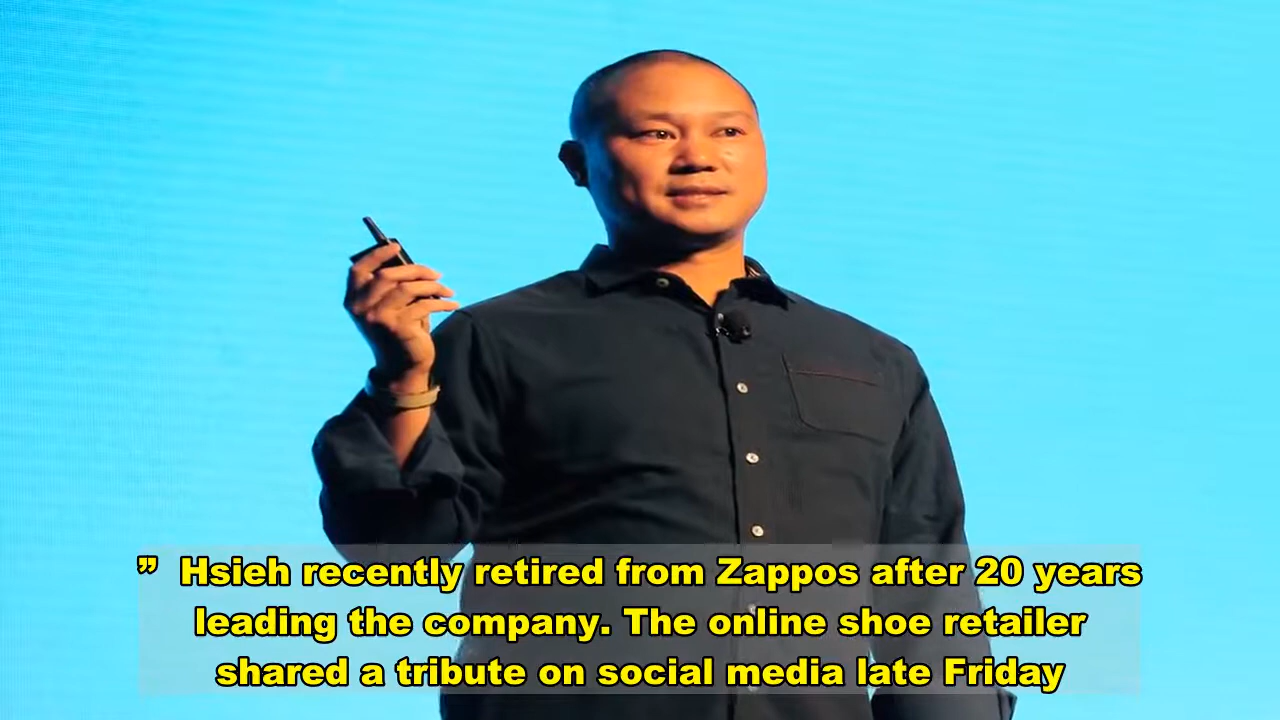 ”  Hsieh recently retired from Zappos after 20 years
leading the company. The online shoe retailer
shared a tribute on social media late Friday